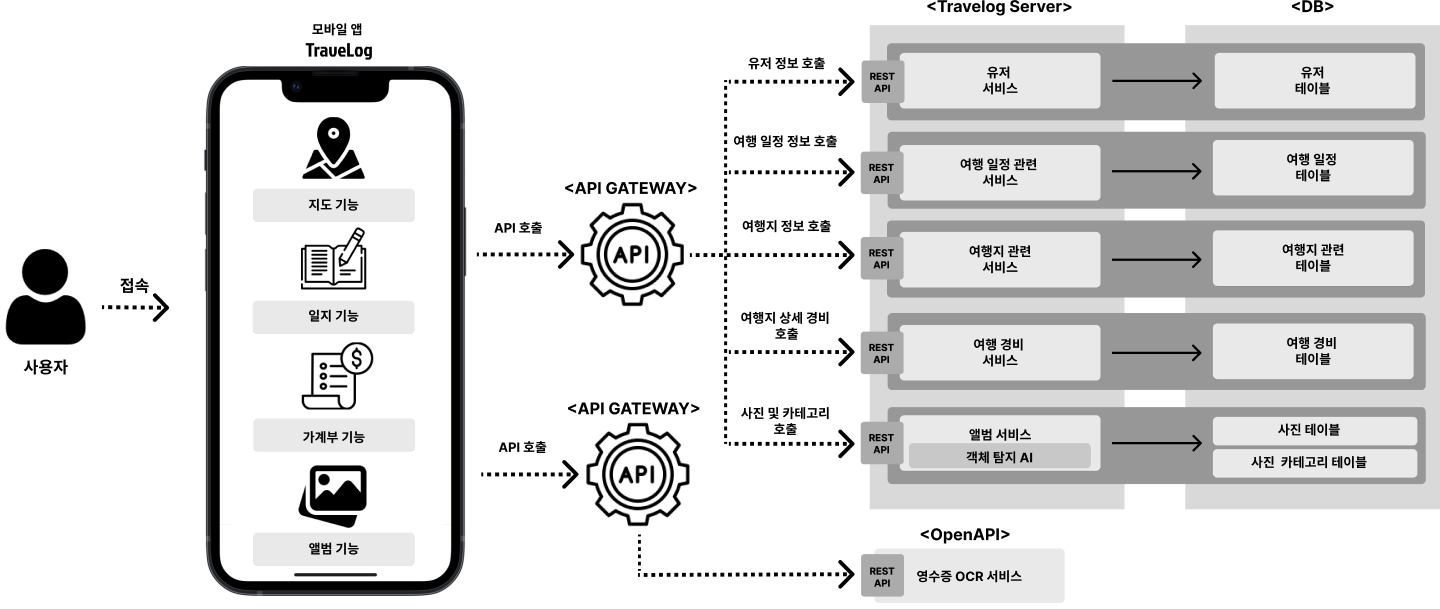 모바일 앱
TraveLog
지도 기능
일지 기능
가계부 기능
앨범 기능
접속
사용자
API 호출
<API GATEWAY>
API
API 호출
<API GATEWAY>
API
유저 정보 호출
여행 일정 정보 호출
여행지 정보 호출
여행지 상세 경비
호출
사진 및 카테고리
호출
<Travelog Server>
<DB>
REST
API
유저
서비스
유저
테이블
REST
API
여행 일정 관련
서비스
여행 일정
테이블
REST
API
여행지 관련
서비스
여행지 관련
테이블
REST
API
여행 경비
서비스
여행 경비
테이블
REST
API
앨범 서비스
객체 탐지 AI
사진 테이블
사진 카테고리 테이블
<OpenAPI>
REST
API
영수증 OCR 서비스